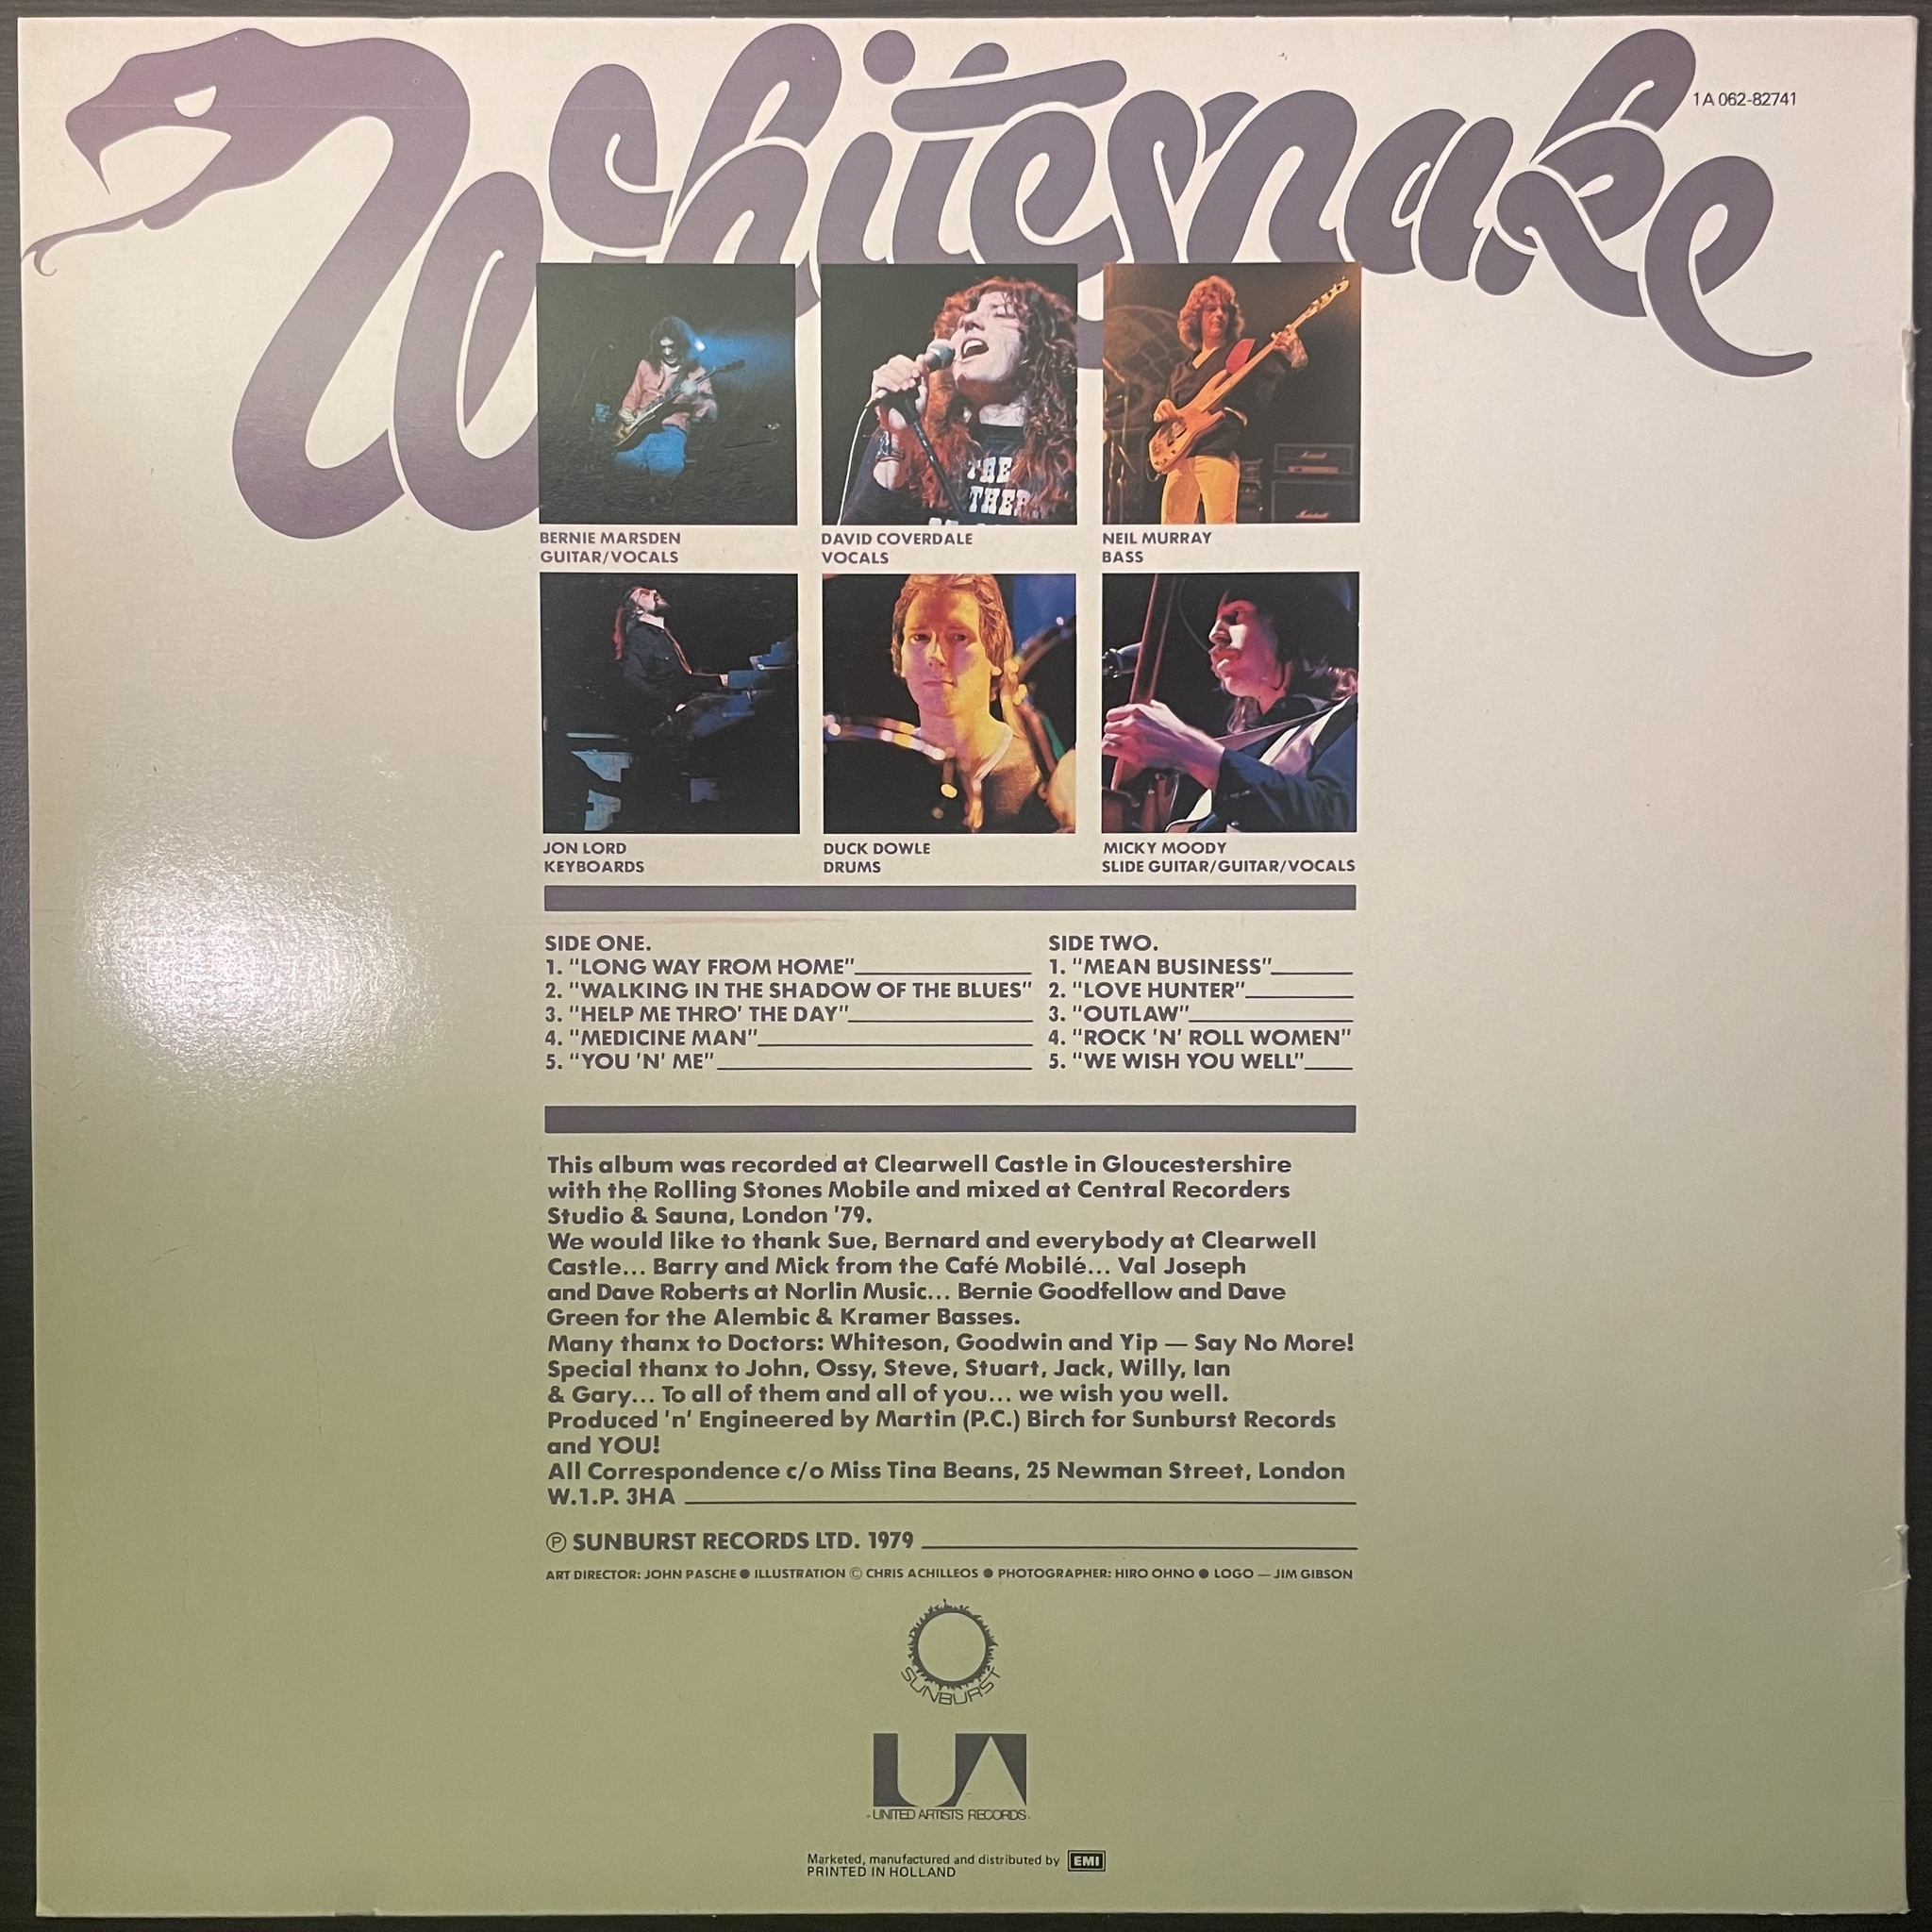 Whitesnake
1A 062-82741
THE
THER
Marshall
BERNIE MARSDEN
GUITAR/VOCALS
DAVID COVERDALE
VOCALS
NEIL MURRAY
BASS
JON LORD
KEYBOARDS
DUCK DOWLE
DRUMS
MICKY MOODY
SLIDE GUITAR/GUITAR/VOCALS
SIDE ONE.
1. "LONG WAY FROM HOME"
2. "WALKING IN THE SHADOW OF THE BLUES"
3. "HELP ME THRO' THE DAY"
4. "MEDICINE MAN"
5. "YOU 'N' ME"
SIDE TWO.
1. "MEAN BUSINESS"
2. "LOVE HUNTER"
3. "OUTLAW"
4. "ROCK 'N' ROLL WOMEN"
5. "WE WISH YOU WELL"
This album was recorded at Clearwell Castle in Gloucestershire
with the Rolling Stones Mobile and mixed at Central Recorders
Studio & Sauna, London '79.
We would like to thank Sue, Bernard and everybody at Clearwell
Castle... Barry and Mick from the Café Mobilé... Val Joseph
and Dave Roberts at Norlin Music... Bernie Goodfellow and Dave
Green for the Alembic & Kramer Basses.
Many thanx to Doctors: Whiteson, Goodwin and Yip — Say No More!
Special thanx to John, Ossy, Steve, Stuart, Jack, Willy, Ian
& Gary... To all of them and all of you... we wish you well.
Produced 'n' Engineered by Martin (P.C.) Birch for Sunburst Records
and YOU!
All Correspondence c/o Miss Tina Beans, 25 Newman Street, London
W.1.P. 3HA
℗ SUNBURST RECORDS LTD. 1979
ART DIRECTOR: JOHN PASCHE ● ILLUSTRATION © CHRIS ACHILLEOS ● PHOTOGRAPHER: HIRO OHNO ● LOGO — JIM GIBSON
SUNBURST
UA
UNITED ARTISTS RECORDS
Marketed, manufactured and distributed by EMI
PRINTED IN HOLLAND